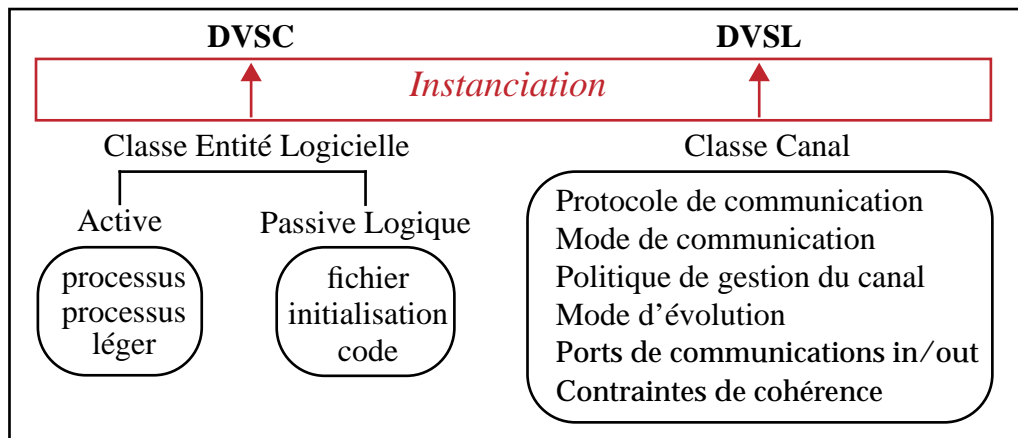 DVSC DVSL
Instanciation
Classe Entité Logicielle Classe Canal
Active Passive Logique
processus
processus
léger
fichier
initialisation
code
Protocole de communication
Mode de communication
Politique de gestion du canal
Mode d’évolution
Ports de communications in/out
Contraintes de cohérence